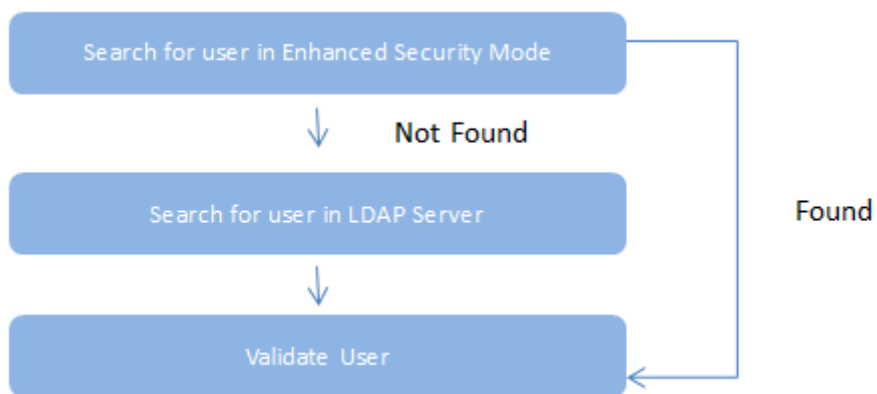 Search for user in Enhanced Security Mode
Not Found
Search for user in LDAP Server
Found
Validate User